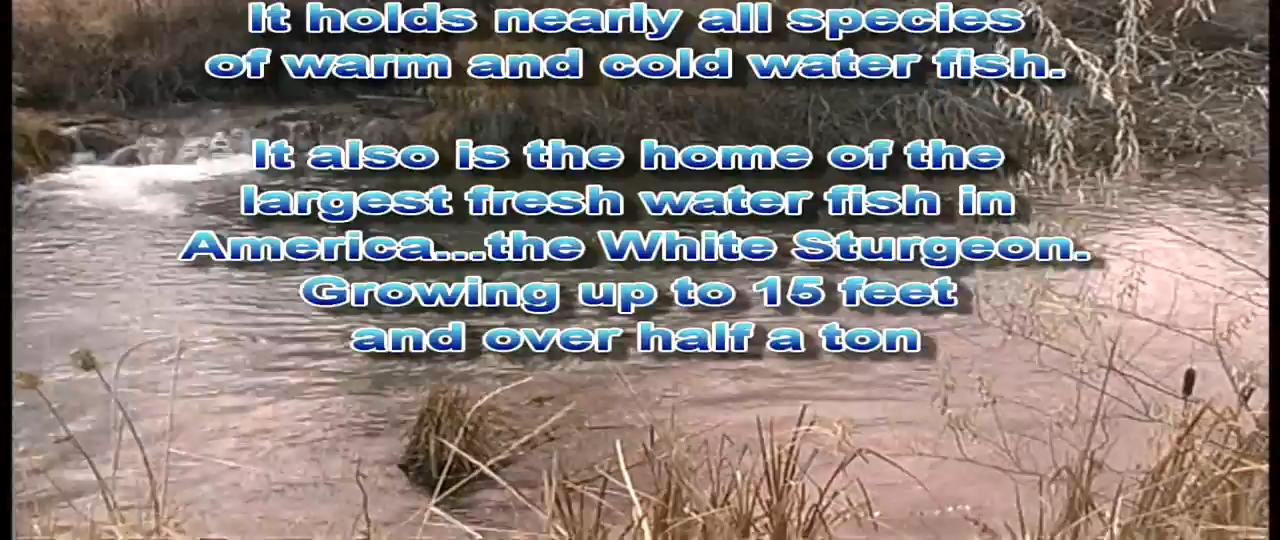 It holds nearly all species
of warm and cold water fish.
It also is the home of the
largest fresh water fish in
America...the White Sturgeon.
Growing up to 15 feet
and over half a ton